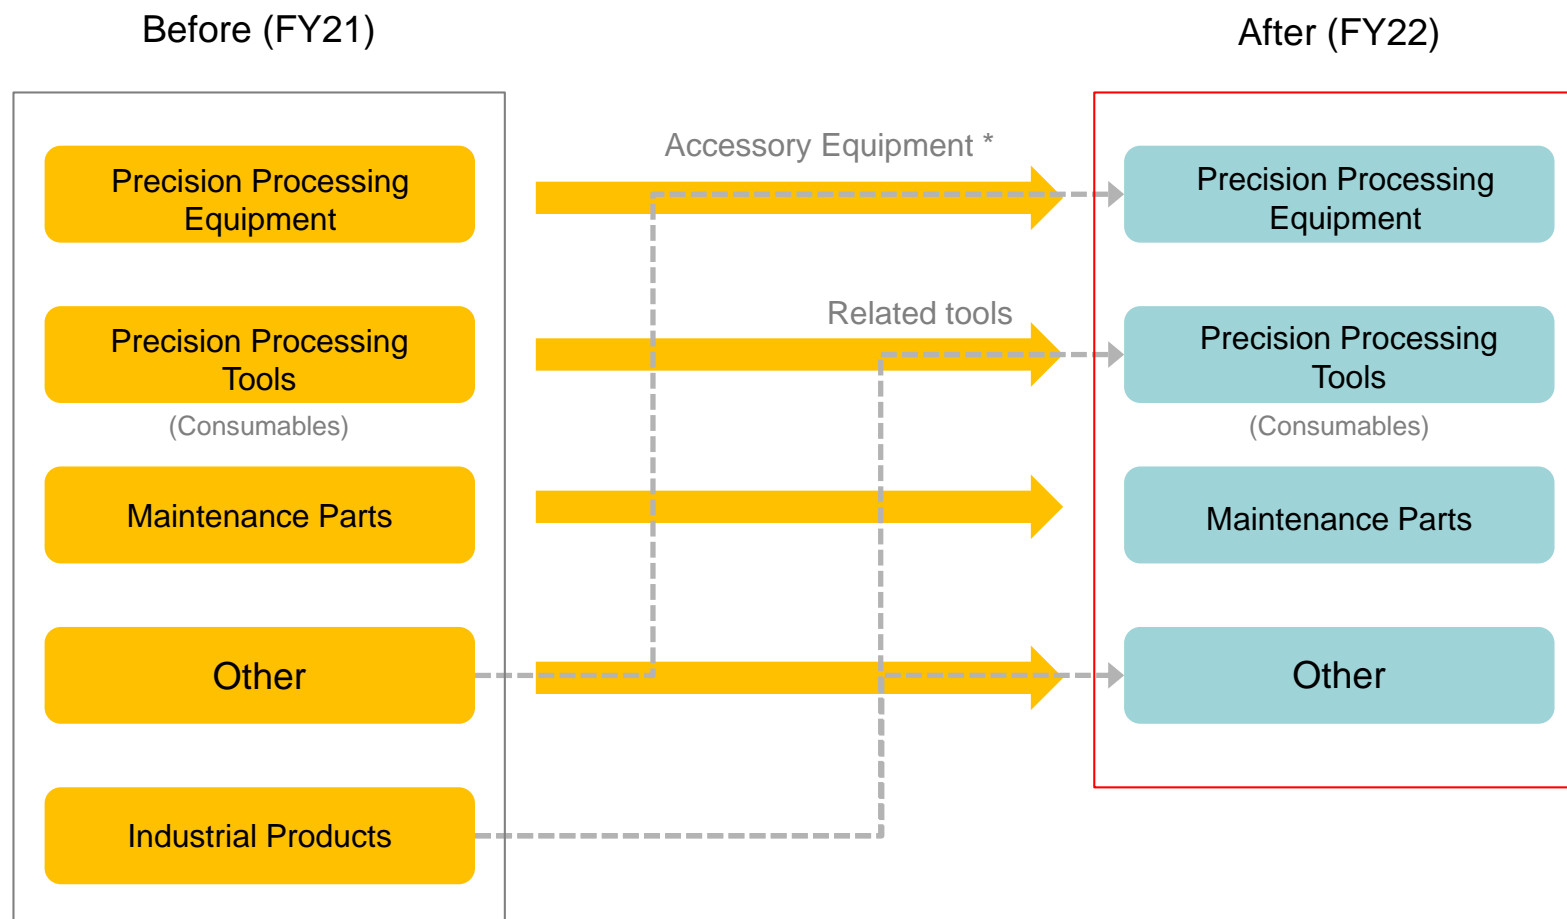 Before (FY21)
After (FY22)
Accessory Equipment *
Precision Processing
Equipment
Precision Processing
Equipment
Related tools
Precision Processing
Tools
Precision Processing
Tools
(Consumables)
(Consumables)
Maintenance Parts
Maintenance Parts
Other
Other
Industrial Products